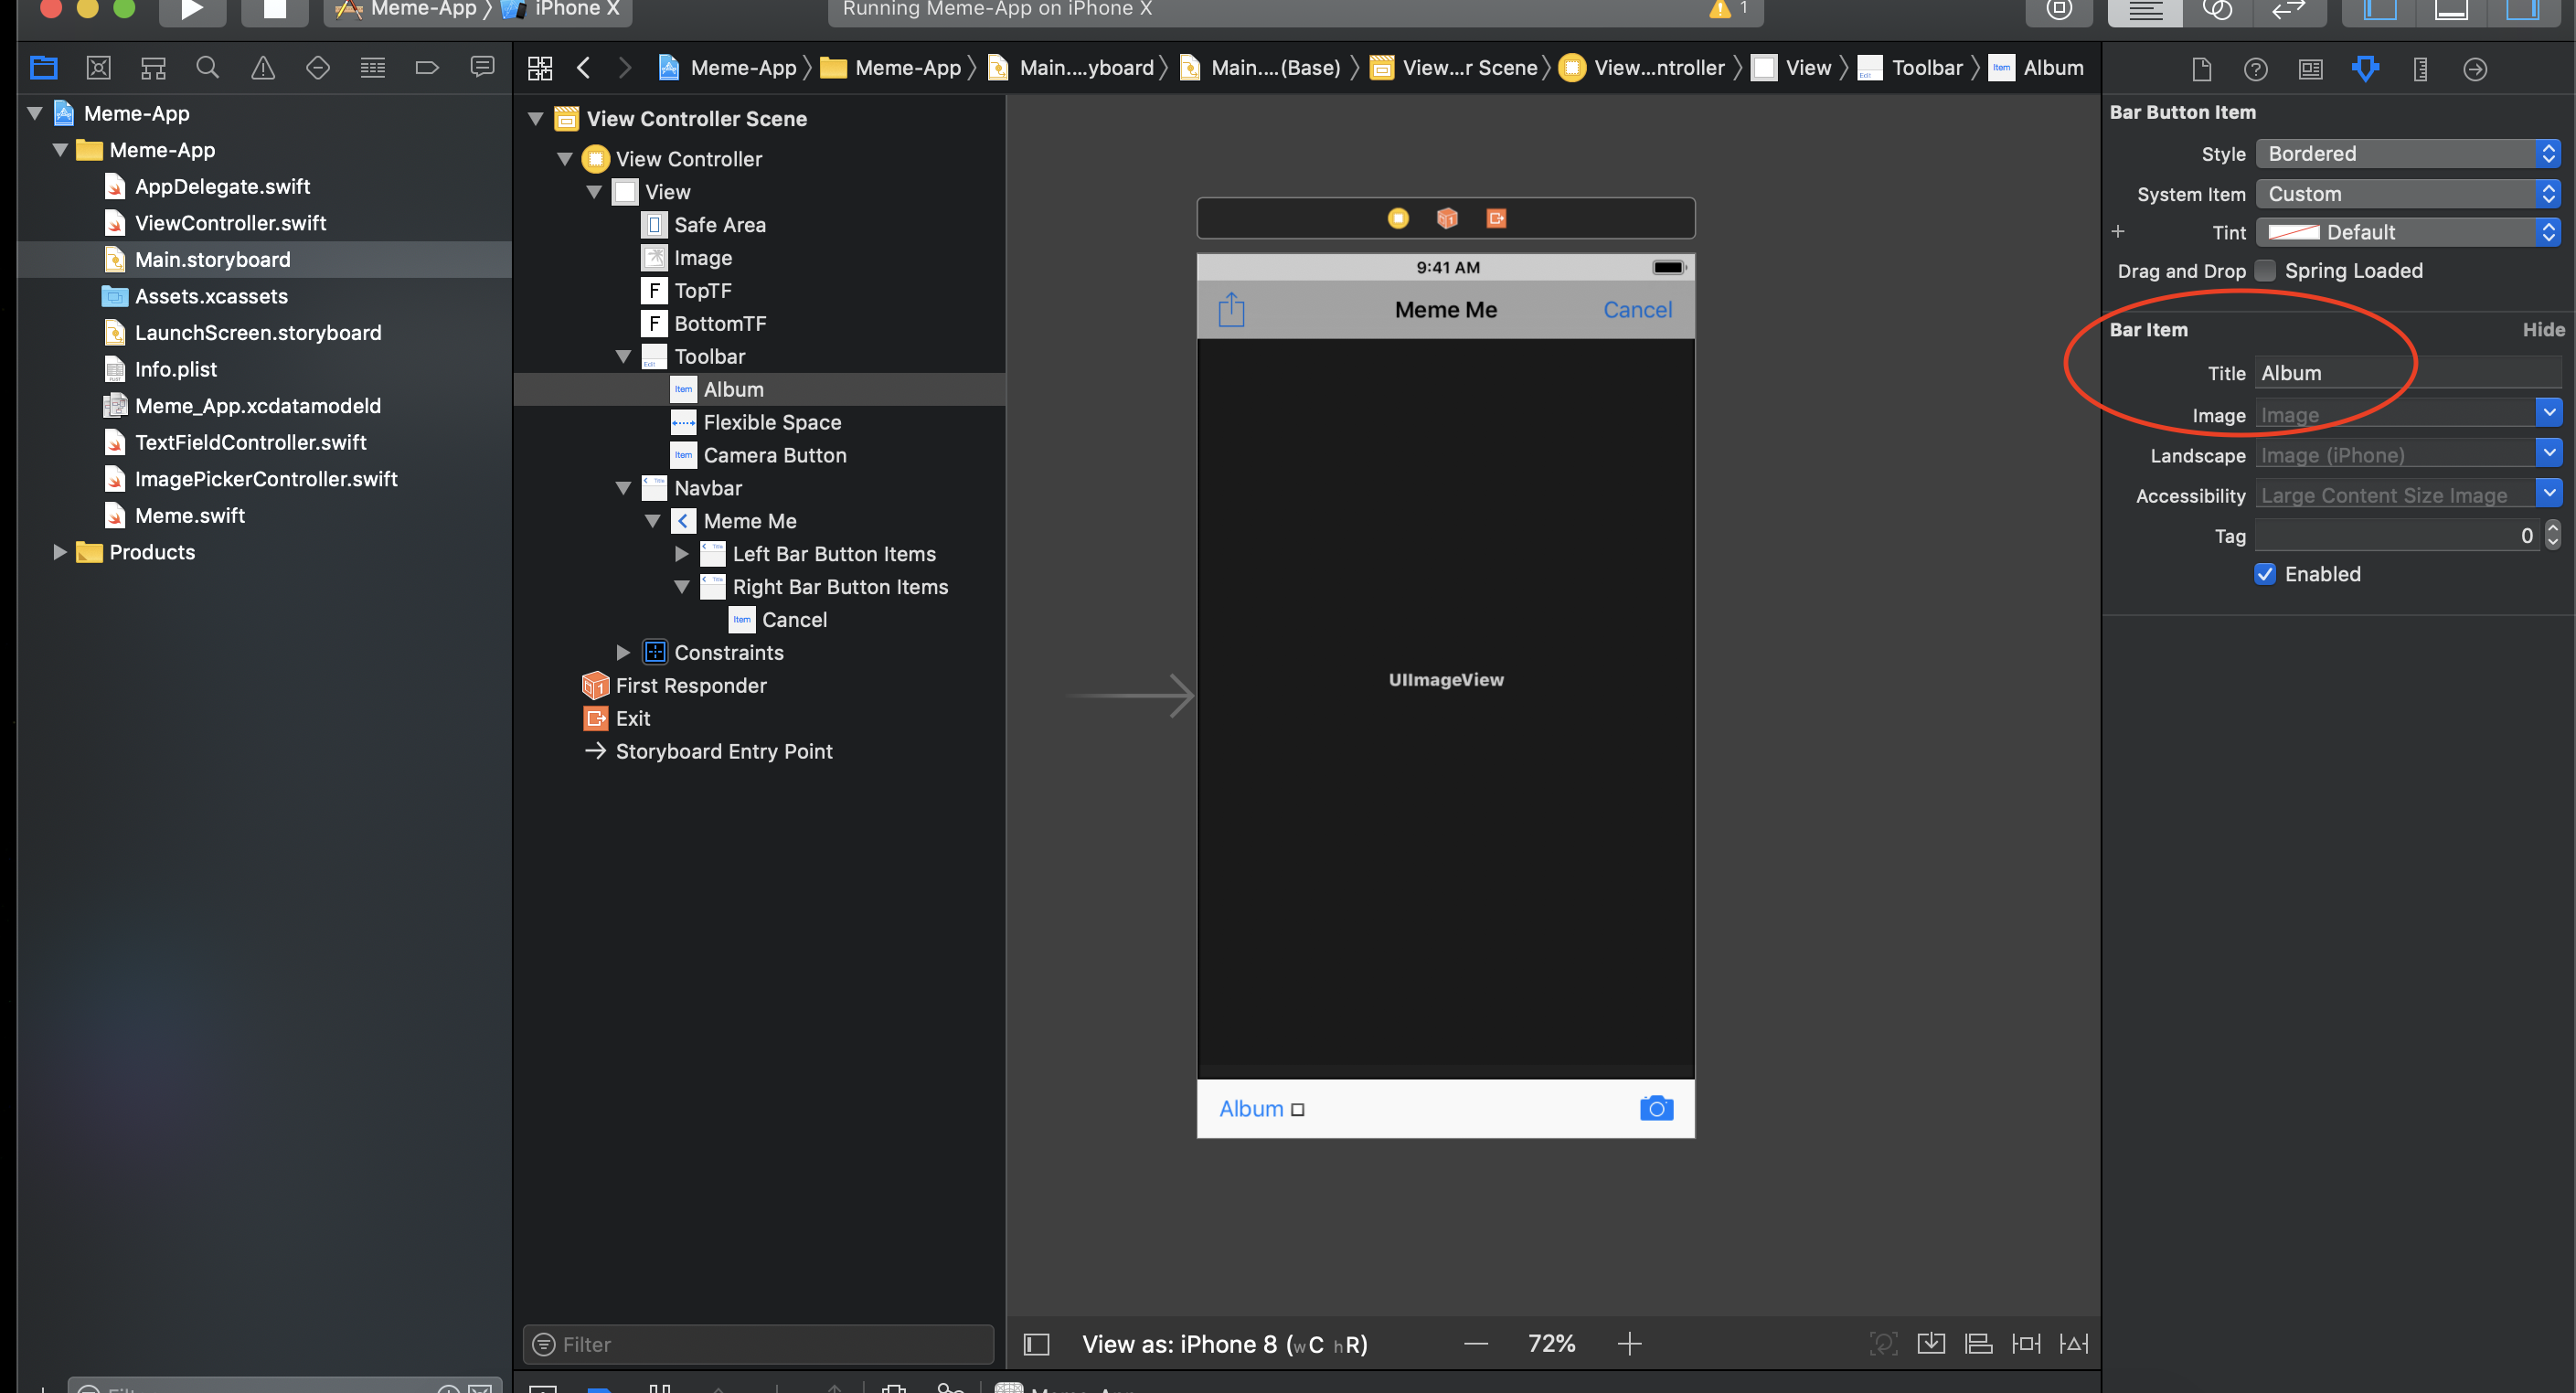 Meme-App 〉 iPhone X
Running Meme-App on iPhone X
1
Meme-App 〉 Meme-App 〉 Main....yboard 〉 Main....(Base) 〉 View...r Scene 〉 View...ntroller 〉 View 〉 Toolbar 〉 Album
Meme-App
Meme-App
AppDelegate.swift
ViewController.swift
Main.storyboard
Assets.xcassets
LaunchScreen.storyboard
Info.plist
Meme_App.xcdatamodeld
TextFieldController.swift
ImagePickerController.swift
Meme.swift
Products
View Controller Scene
View Controller
View
Safe Area
Image
F TopTF
F BottomTF
Toolbar
Item Album
Flexible Space
Item Camera Button
Navbar
Meme Me
Left Bar Button Items
Right Bar Button Items
Item Cancel
Constraints
First Responder
Exit
Storyboard Entry Point
Filter
9:41 AM
Meme Me
Cancel
UIImageView
Album
View as: iPhone 8 (wC hR)
72%
Bar Button Item
Style Bordered
System Item Custom
Tint Default
Drag and Drop Spring Loaded
Bar Item Hide
Title Album
Image Image
Landscape Image (iPhone)
Accessibility Large Content Size Image
Tag 0
Enabled